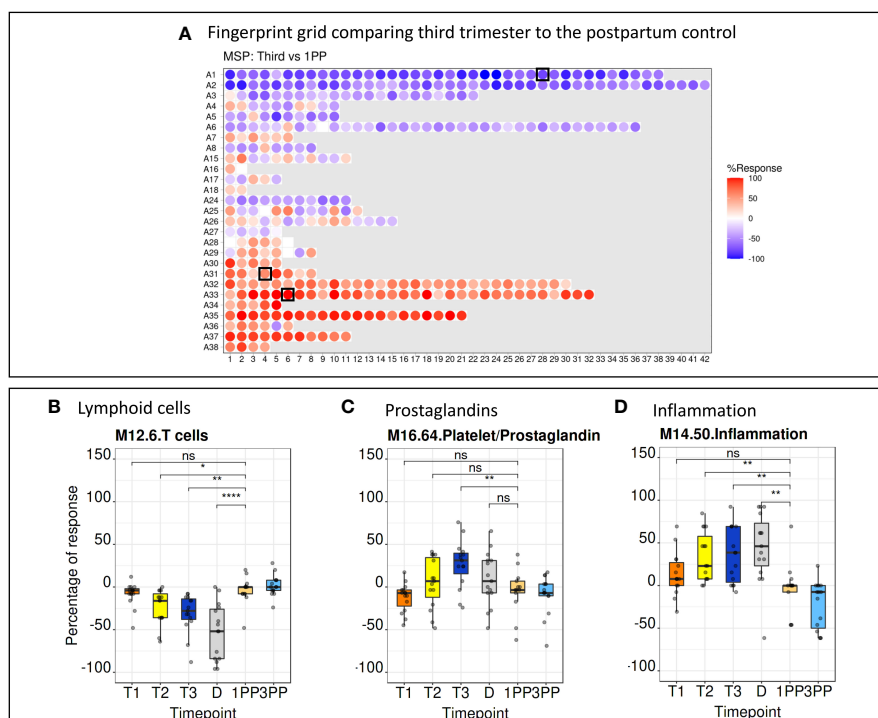 A Fingerprint grid comparing third trimester to the postpartum control
MSP: Third vs 1PP
A1
A2
A3
A4
A5
A6
A7
A8
A15
A16
A17
A18
A24
A25
A26
A27
A28
A29
A30
A31
A32
A33
A34
A35
A36
A37
A38
1 2 3 4 5 6 7 8 9 10 11 12 13 14 15 16 17 18 19 20 21 22 23 24 25 26 27 28 29 30 31 32 33 34 35 36 37 38 39 40 41 42
%Response
100
50
0
-50
-100
B Lymphoid cells
M12.6.T cells
ns
*
**
****
150
100
50
0
-50
-100
Percentage of response
T1 T2 T3 D 1PP3PP
Timepoint
C Prostaglandins
M16.64.Platelet/Prostaglandin
ns
ns
**
ns
150
100
50
0
-50
-100
T1 T2 T3 D 1PP3PP
Timepoint
D Inflammation
M14.50.Inflammation
ns
**
**
**
150
100
50
0
-50
-100
T1 T2 T3 D 1PP3PP
Timepoint